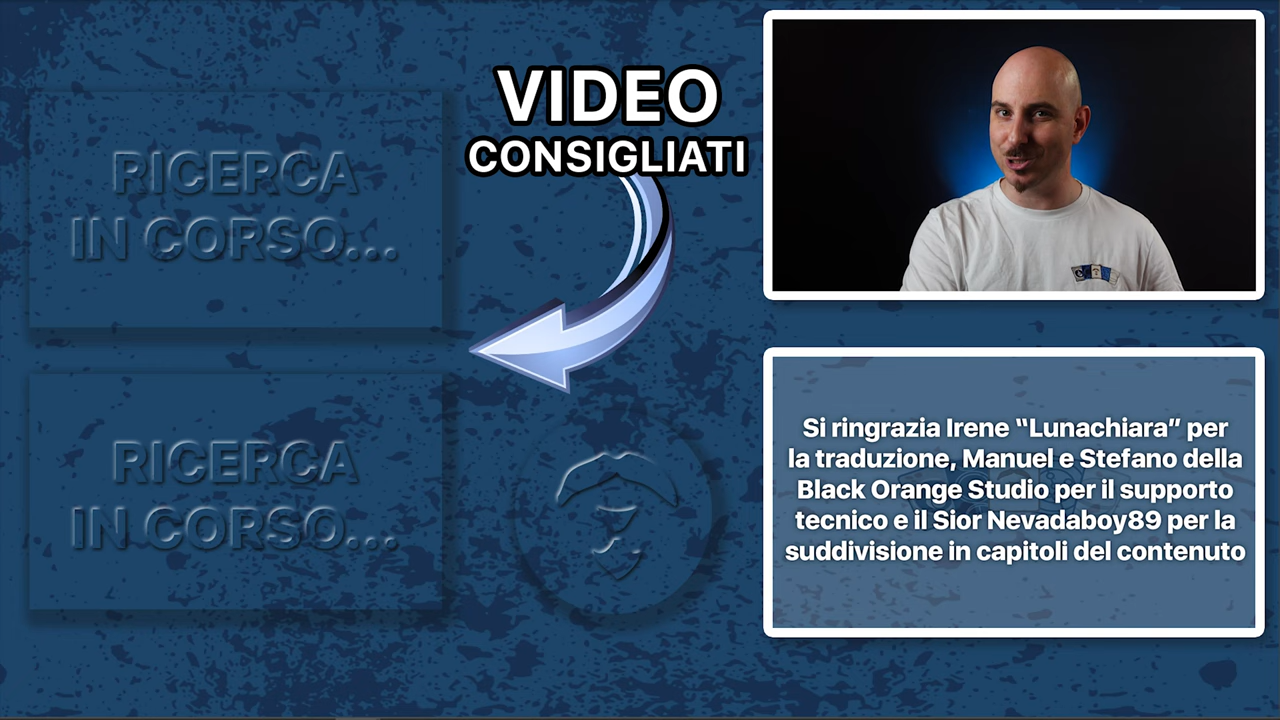 VIDEO
CONSIGLIATI
RICERCA
IN CORSO...
RICERCA
IN CORSO...
Si ringrazia Irene “Lunachiara” per
la traduzione, Manuel e Stefano della
Black Orange Studio per il supporto
tecnico e il Sior Nevadaboy89 per la
suddivisione in capitoli del contenuto